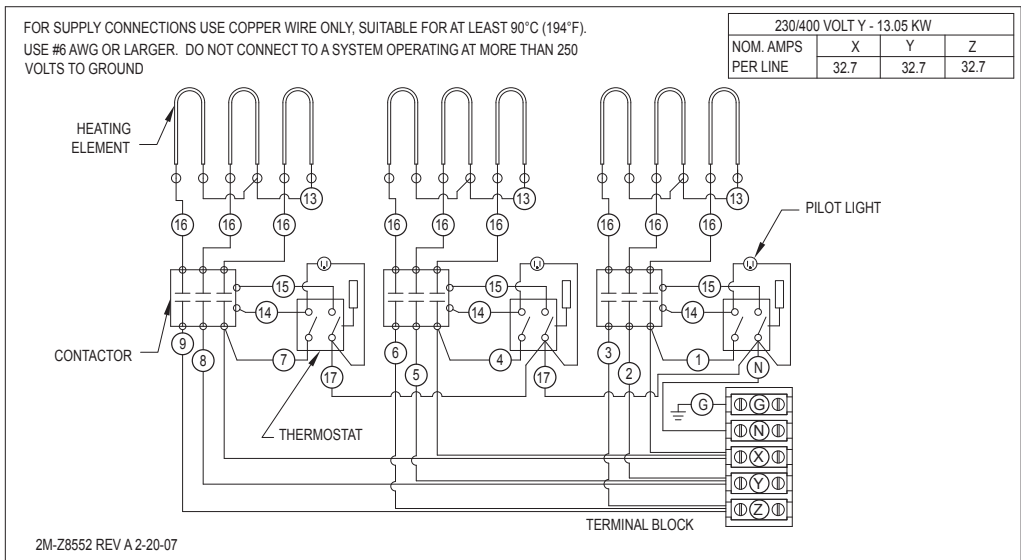 FOR SUPPLY CONNECTIONS USE COPPER WIRE ONLY, SUITABLE FOR AT LEAST 90°C (194°F).
USE #6 AWG OR LARGER. DO NOT CONNECT TO A SYSTEM OPERATING AT MORE THAN 250
VOLTS TO GROUND
230/400 VOLT Y - 13.05 KW
NOM. AMPS X Y Z
PER LINE 32.7 32.7 32.7
HEATING
ELEMENT
13 13 13
16 16 16 16 16 16 16 16 16
PILOT LIGHT
15 15 15
14 14 14
CONTACTOR
9 8 7 6 5 4 3 2 1 N
17 17
THERMOSTAT
G G
N
X
Y
Z
TERMINAL BLOCK
2M-Z8552 REV A 2-20-07